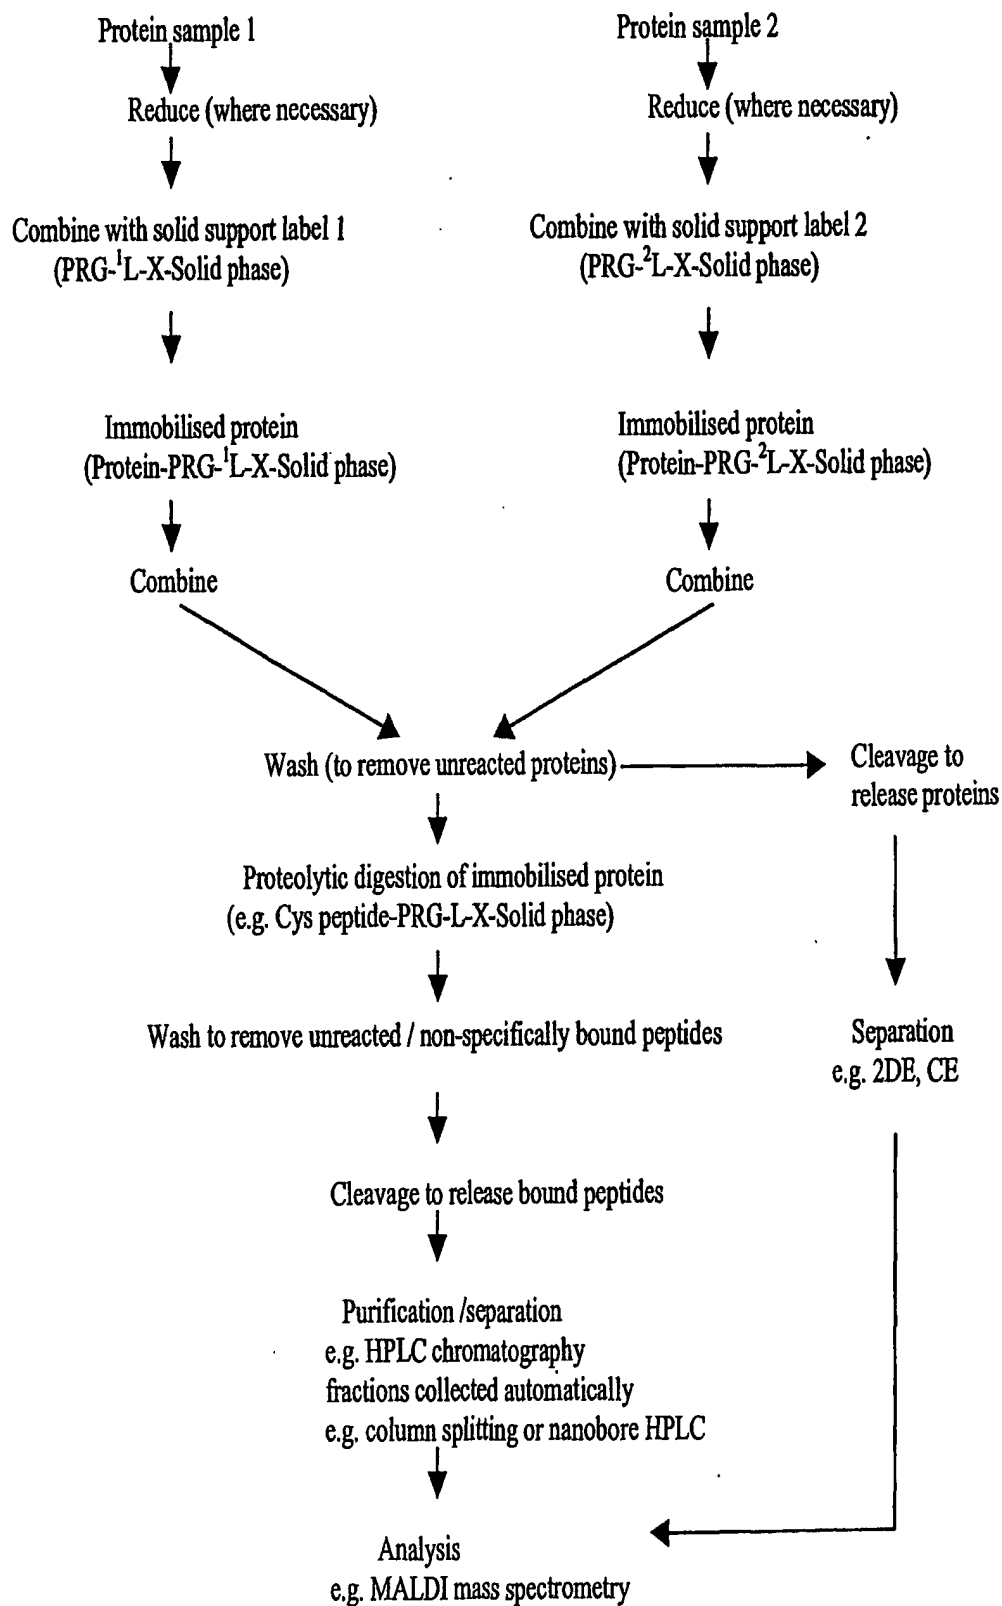 Protein sample 1
Protein sample 2
Reduce (where necessary)
Reduce (where necessary)
Combine with solid support label 1
(PRG-¹L-X-Solid phase)
Combine with solid support label 2
(PRG-²L-X-Solid phase)
Immobilised protein
(Protein-PRG-¹L-X-Solid phase)
Immobilised protein
(Protein-PRG-²L-X-Solid phase)
Combine
Combine
Wash (to remove unreacted proteins)
Cleavage to
release proteins
Proteolytic digestion of immobilised protein
(e.g. Cys peptide-PRG-L-X-Solid phase)
Wash to remove unreacted / non-specifically bound peptides
Separation
e.g. 2DE, CE
Cleavage to release bound peptides
Purification /separation
e.g. HPLC chromatography
fractions collected automatically
e.g. column splitting or nanobore HPLC
Analysis
e.g. MALDI mass spectrometry